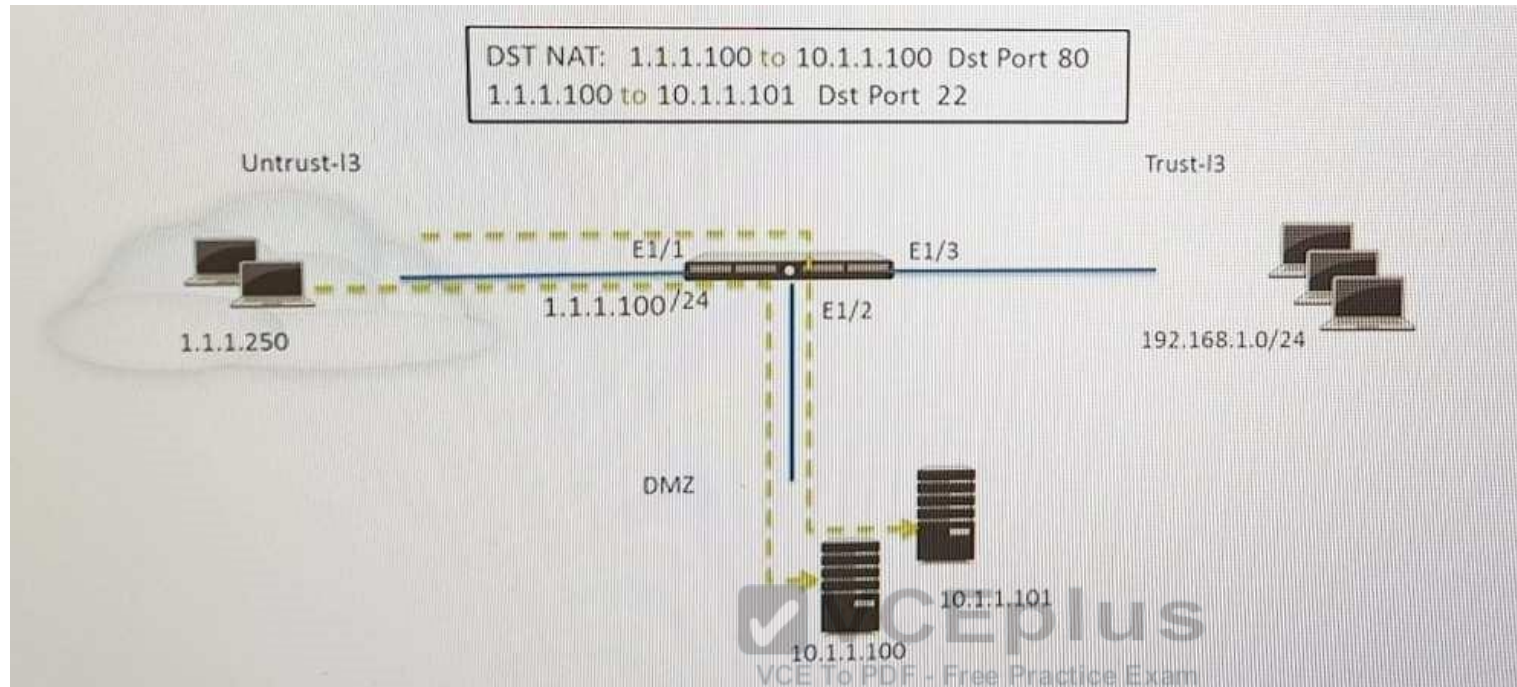 DST NAT: 1.1.1.100 to 10.1.1.100 Dst Port 80
1.1.1.100 to 10.1.1.101 Dst Port 22
Untrust-l3
Trust-l3
E1/1
E1/3
1.1.1.100/24
E1/2
1.1.1.250
192.168.1.0/24
DMZ
10.1.1.101
10.1.1.100
VCEplus
VCE To PDF - Free Practice Exam